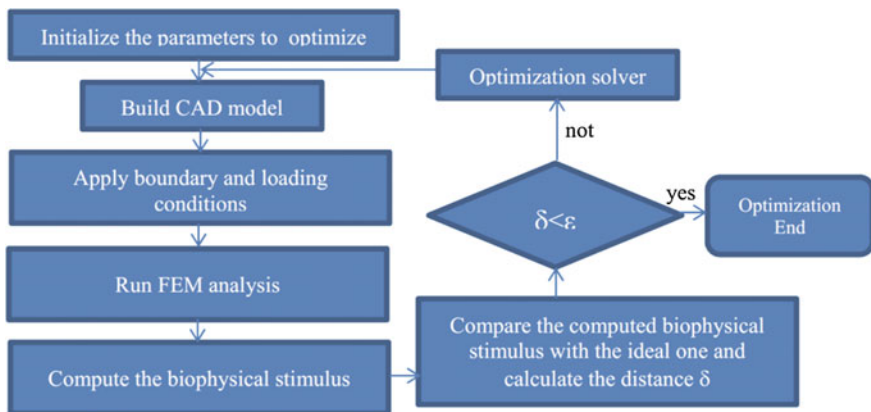 Initialize the parameters to optimize
Build CAD model
Apply boundary and loading
conditions
Run FEM analysis
Compute the biophysical stimulus
Compare the computed biophysical
stimulus with the ideal one and
calculate the distance δ
δ<ε
not
Optimization solver
yes
Optimization
End